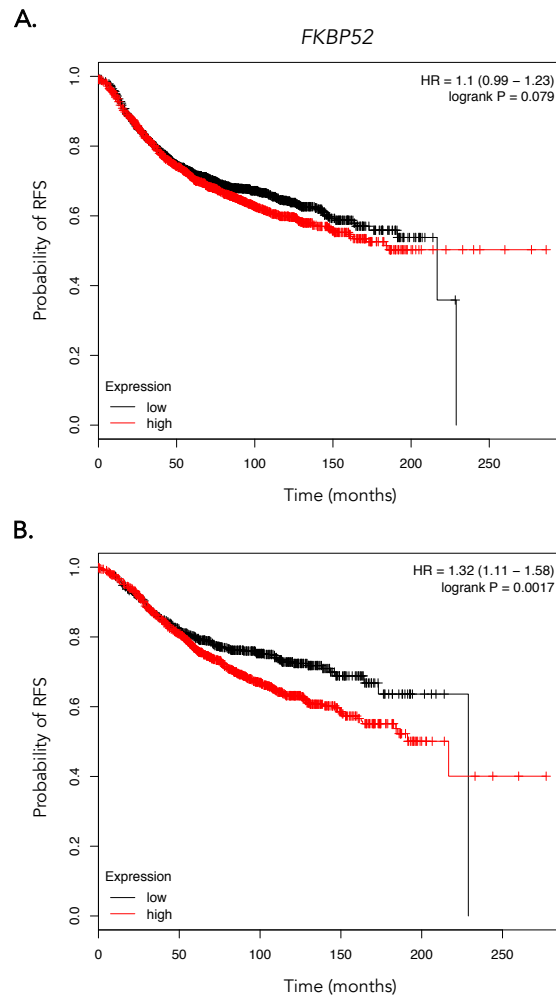 A.
FKBP52
HR = 1.1 (0.99 − 1.23)
logrank P = 0.079
Probability of RFS
1.0
0.8
0.6
0.4
0.2
0.0
Expression
low
high
0 50 100 150 200 250
Time (months)
B.
HR = 1.32 (1.11 − 1.58)
logrank P = 0.0017
Probability of RFS
1.0
0.8
0.6
0.4
0.2
0.0
Expression
low
high
0 50 100 150 200 250
Time (months)